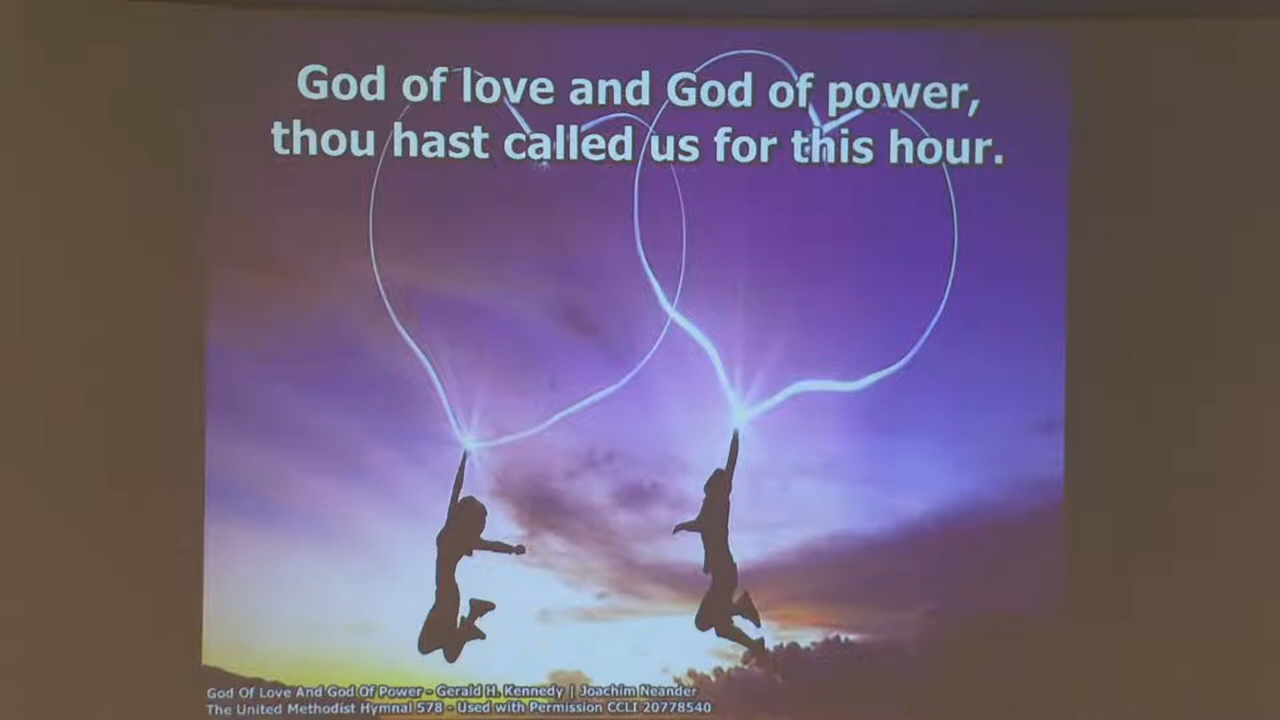 God of love and God of power,
thou hast called us for this hour.
God Of Love And God Of Power - Gerald H. Kennedy | Joachim Neander
The United Methodist Hymnal 578 - Used with Permission CCLI 20778540